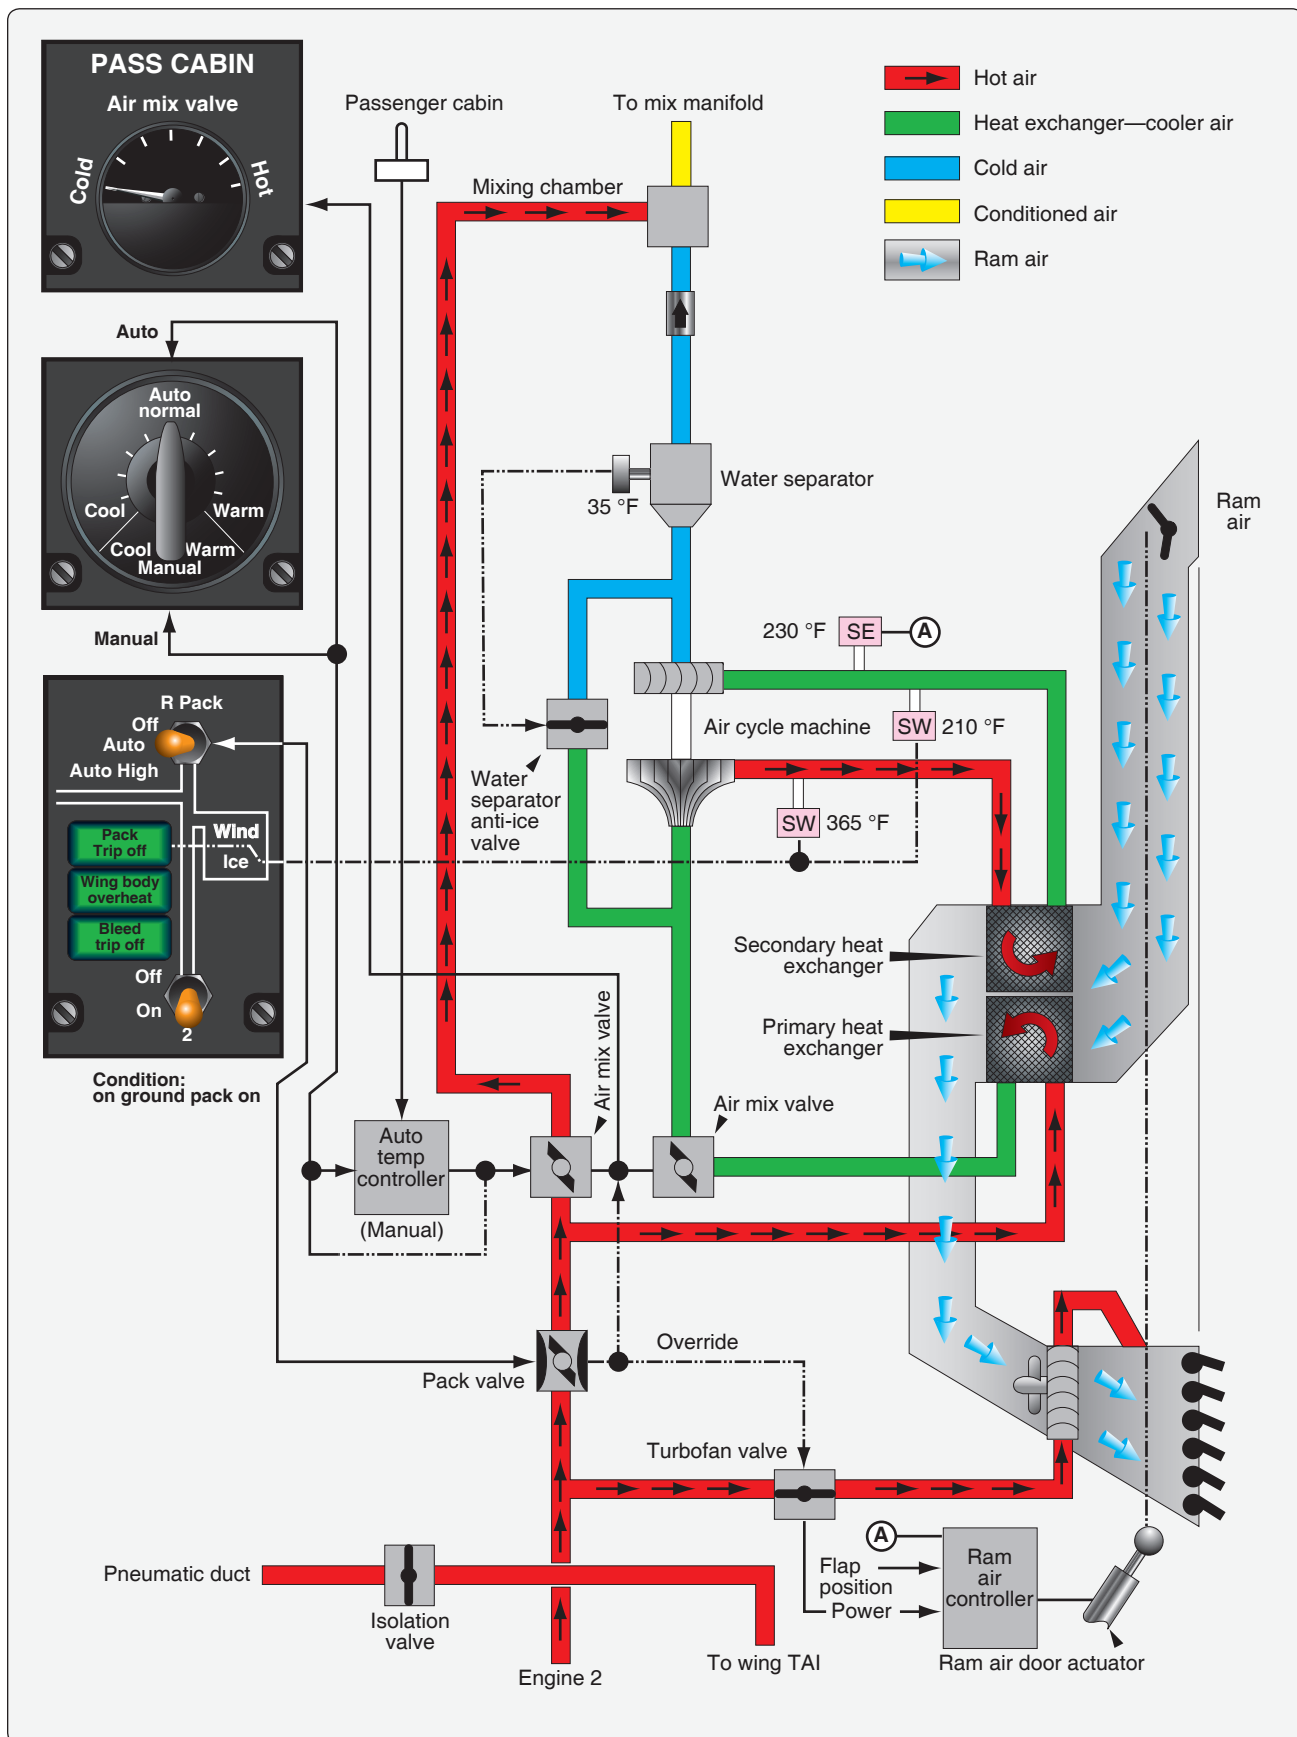 PASS CABIN
Air mix valve
Cold
Hot
Passenger cabin
To mix manifold
Mixing chamber
Hot air
Heat exchanger—cooler air
Cold air
Conditioned air
Ram air
Auto
Auto
normal
Cool
Warm
Cool
Warm
Manual
Manual
35 °F
Water separator
Ram
air
230 °F
SE
A
SW
210 °F
Air cycle machine
R Pack
Off
Auto
Auto High
Water
separator
anti-ice
valve
SW
365 °F
Pack
Trip off
Wind
Ice
Wing body
overheat
Bleed
trip off
Off
On
2
Secondary heat
exchanger
Primary heat
exchanger
Condition:
on ground pack on
Air mix valve
Air mix valve
Auto
temp
controller
(Manual)
Override
Pack valve
Turbofan valve
Pneumatic duct
Isolation
valve
Engine 2
To wing TAI
A
Flap
position
Power
Ram
air
controller
Ram air door actuator